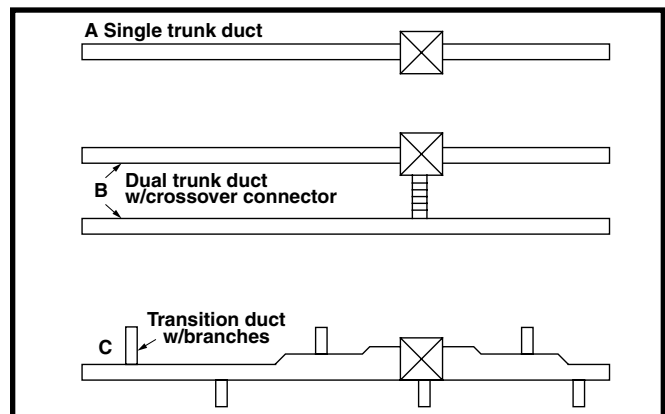 A Single trunk duct
B Dual trunk duct
w/crossover connector
C Transition duct
w/branches